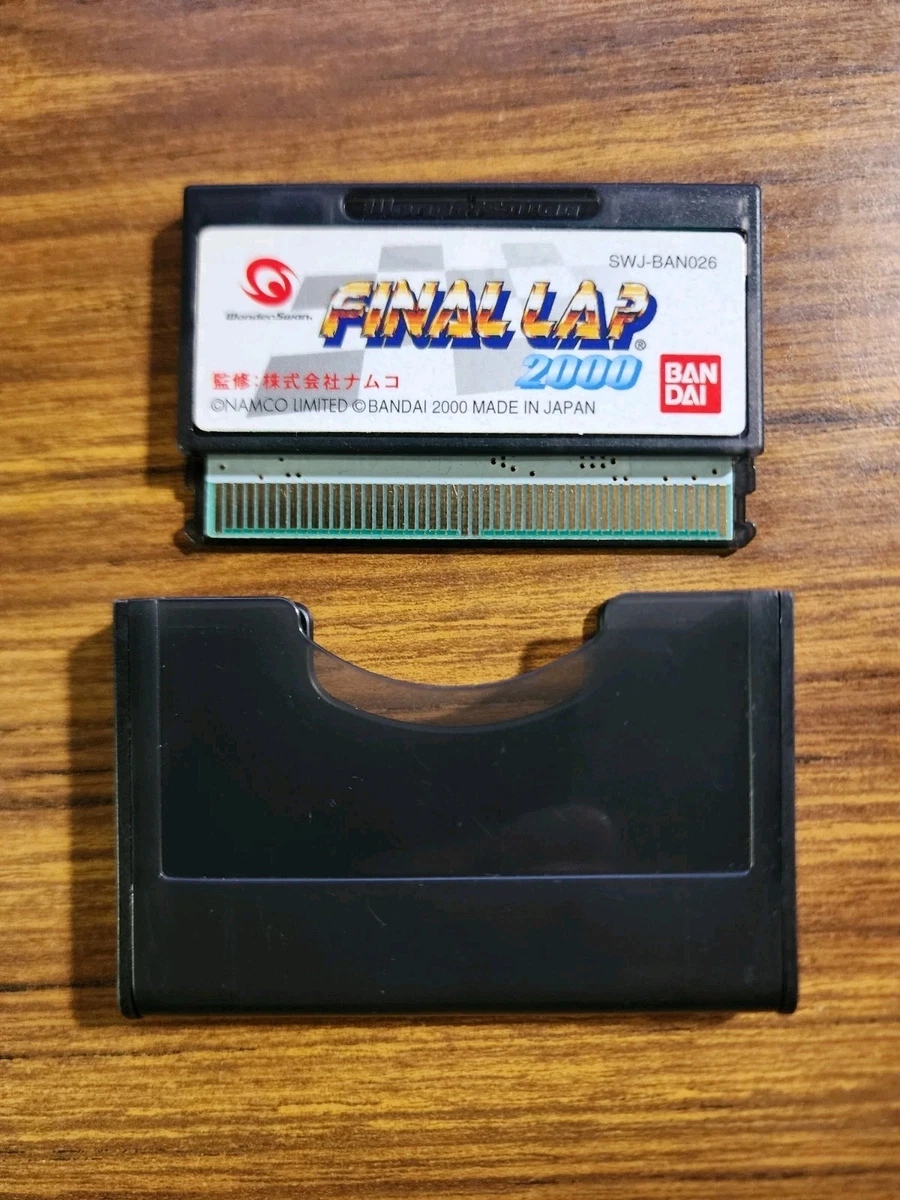 WonderSwan
SWJ-BAN026
WonderSwan
FINAL LAP®
2000
BAN
DAI
監修:株式会社ナムコ
©NAMCO LIMITED ©BANDAI 2000 MADE IN JAPAN